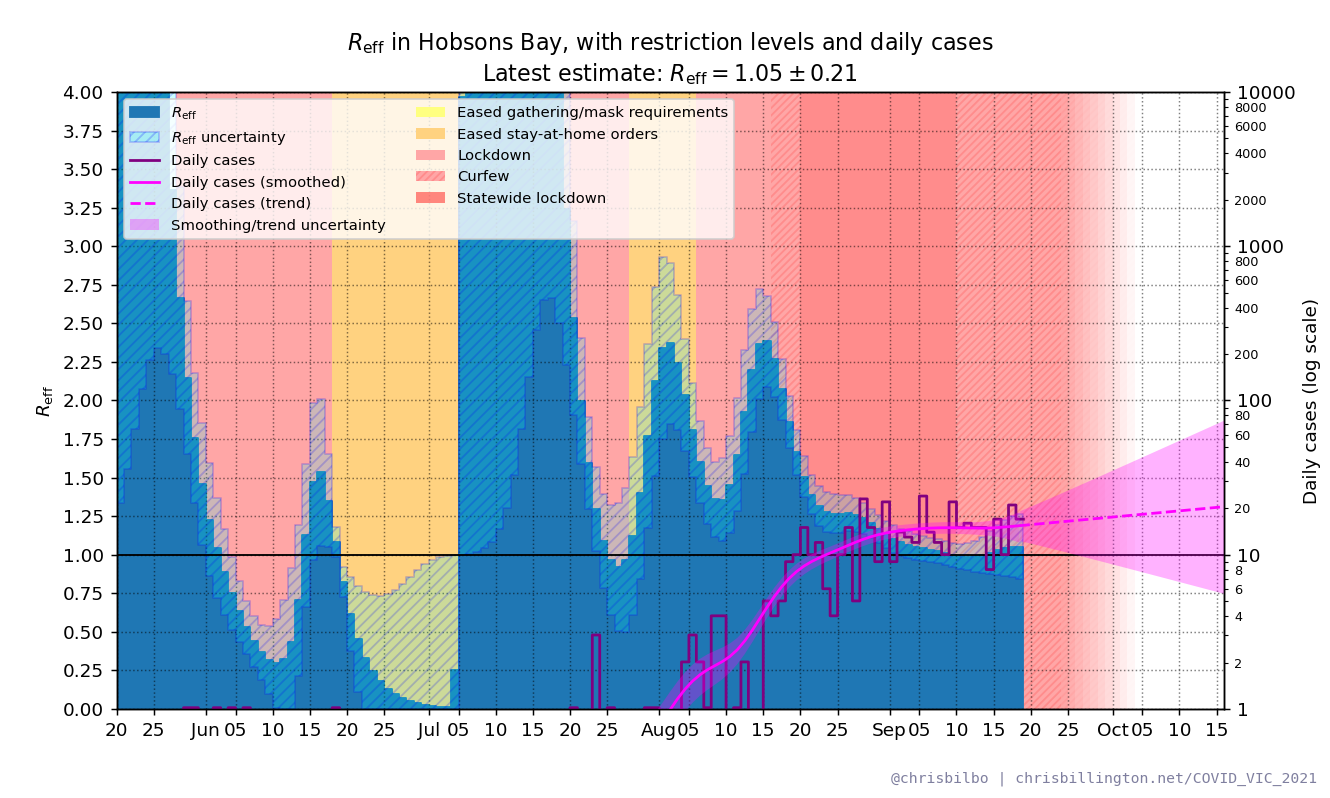 Reff in Hobsons Bay, with restriction levels and daily cases
Latest estimate: Reff = 1.05 ± 0.21
Reff
Reff uncertainty
Daily cases
Daily cases (smoothed)
Daily cases (trend)
Smoothing/trend uncertainty
Eased gathering/mask requirements
Eased stay-at-home orders
Lockdown
Curfew
Statewide lockdown
Reff
4.00
3.75
3.50
3.25
3.00
2.75
2.50
2.25
2.00
1.75
1.50
1.25
1.00
0.75
0.50
0.25
0.00
10000
8000
6000
4000
2000
1000
800
600
400
200
100
80
60
40
20
10
8
6
4
2
1
Daily cases (log scale)
20 25 Jun 05 10 15 20 25 Jul 05 10 15 20 25 Aug 05 10 15 20 25 Sep 05 10 15 20 25 Oct 05 10 15
@chrisbilbo | chrisbillington.net/COVID_VIC_2021